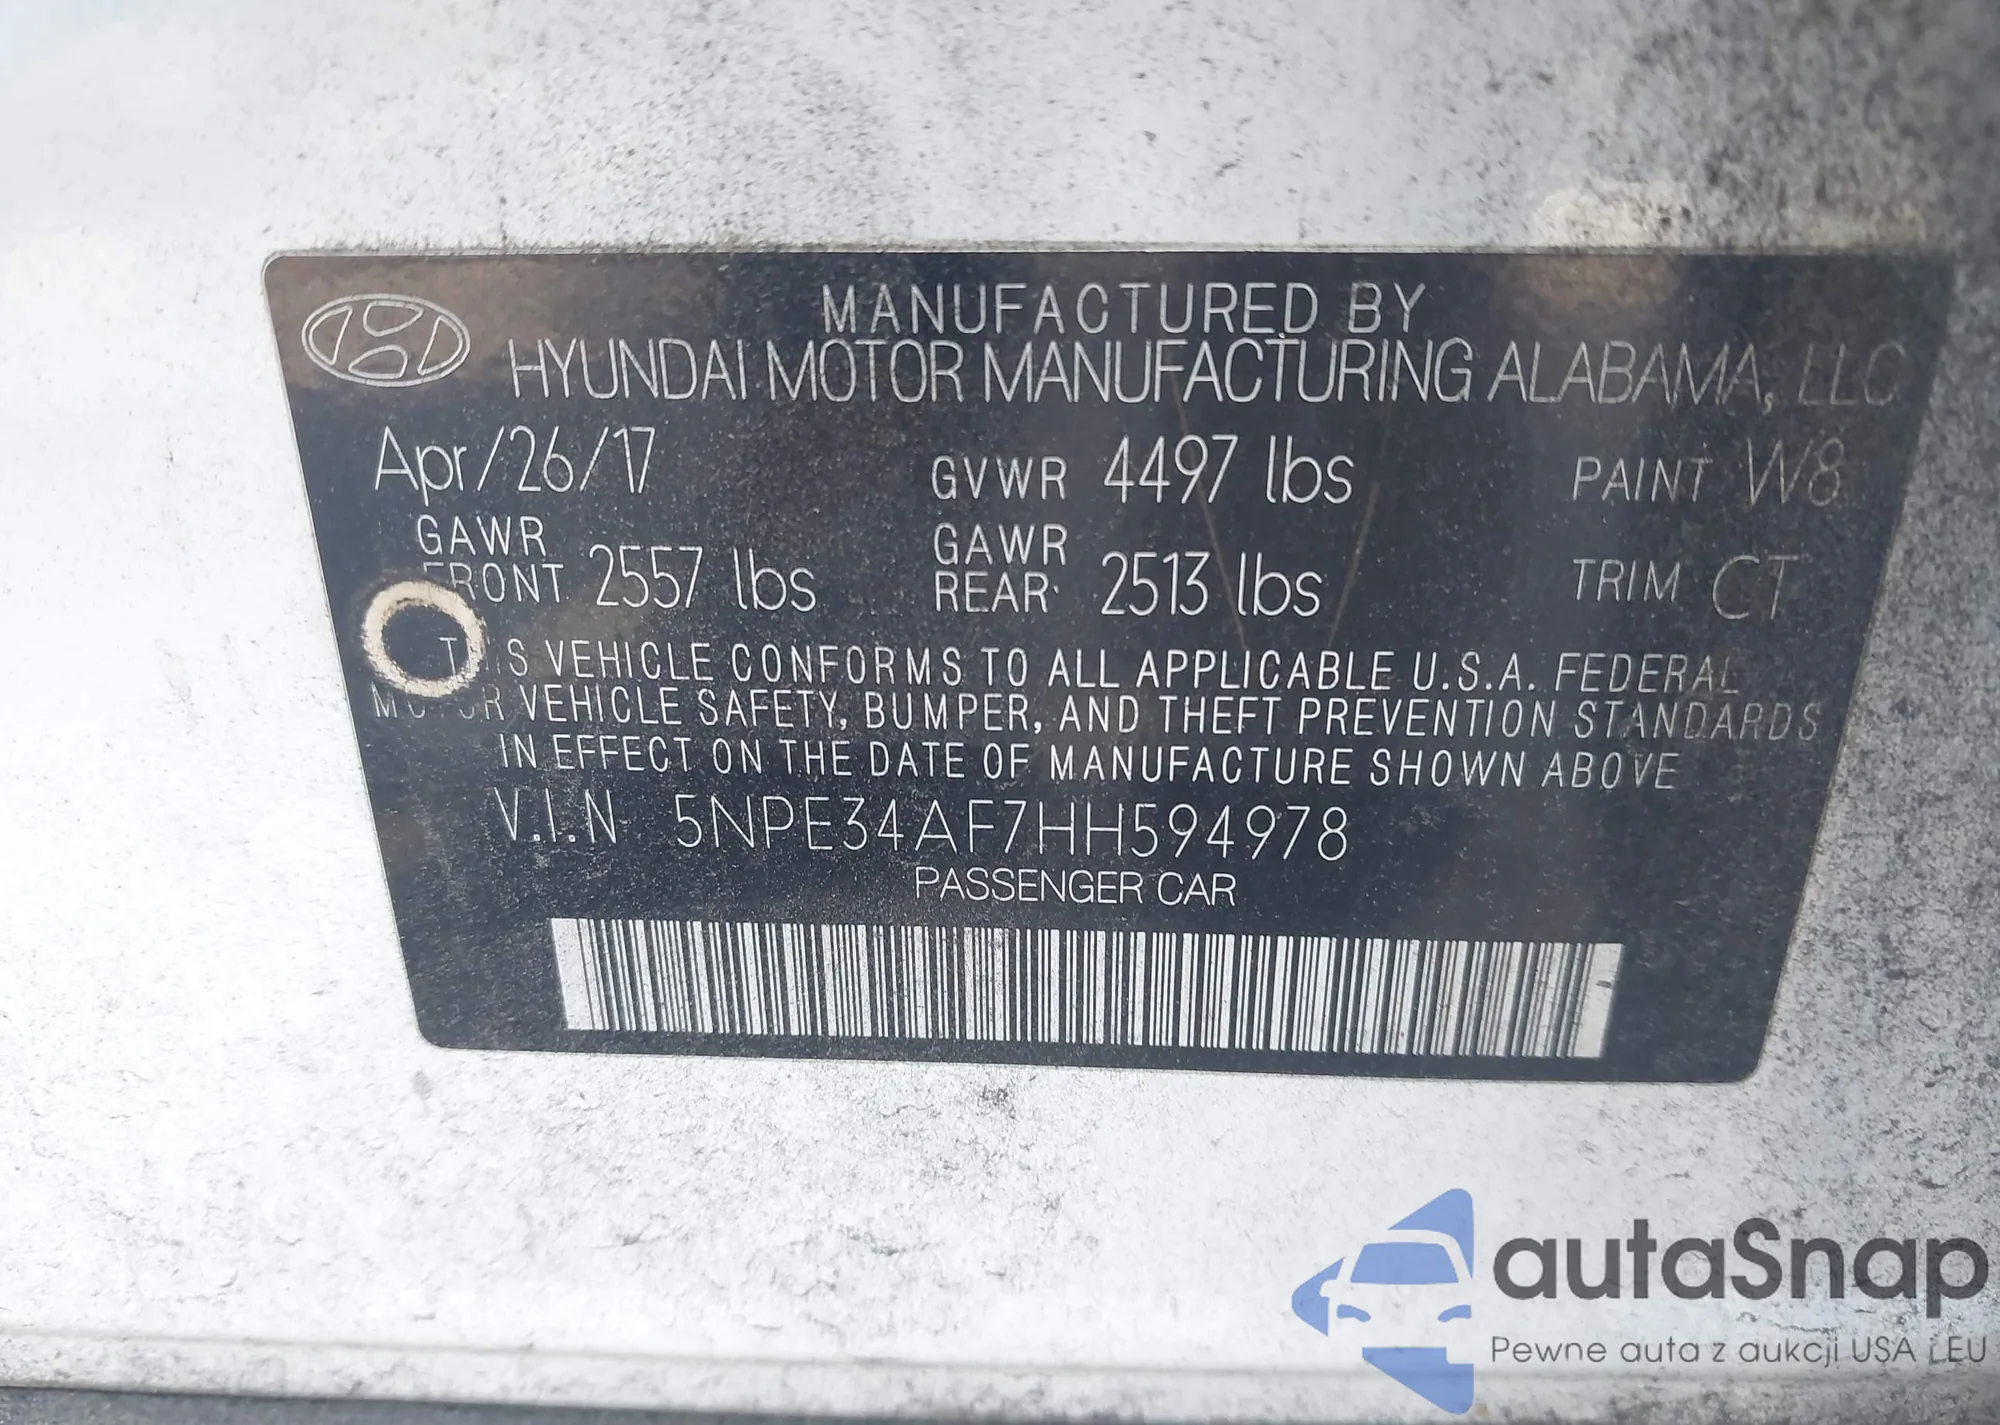 MANUFACTURED BY
HYUNDAI MOTOR MANUFACTURING ALABAMA, LLC
Apr/26/17 GVWR 4497 lbs PAINT W8
GAWR FRONT 2557 lbs GAWR REAR 2513 lbs TRIM CT
THIS VEHICLE CONFORMS TO ALL APPLICABLE U.S.A. FEDERAL
MOTOR VEHICLE SAFETY, BUMPER, AND THEFT PREVENTION STANDARDS
IN EFFECT ON THE DATE OF MANUFACTURE SHOWN ABOVE
V.I.N 5NPE34AF7HH594978
PASSENGER CAR
autaSnap
Pewne auta z aukcji USA i EU